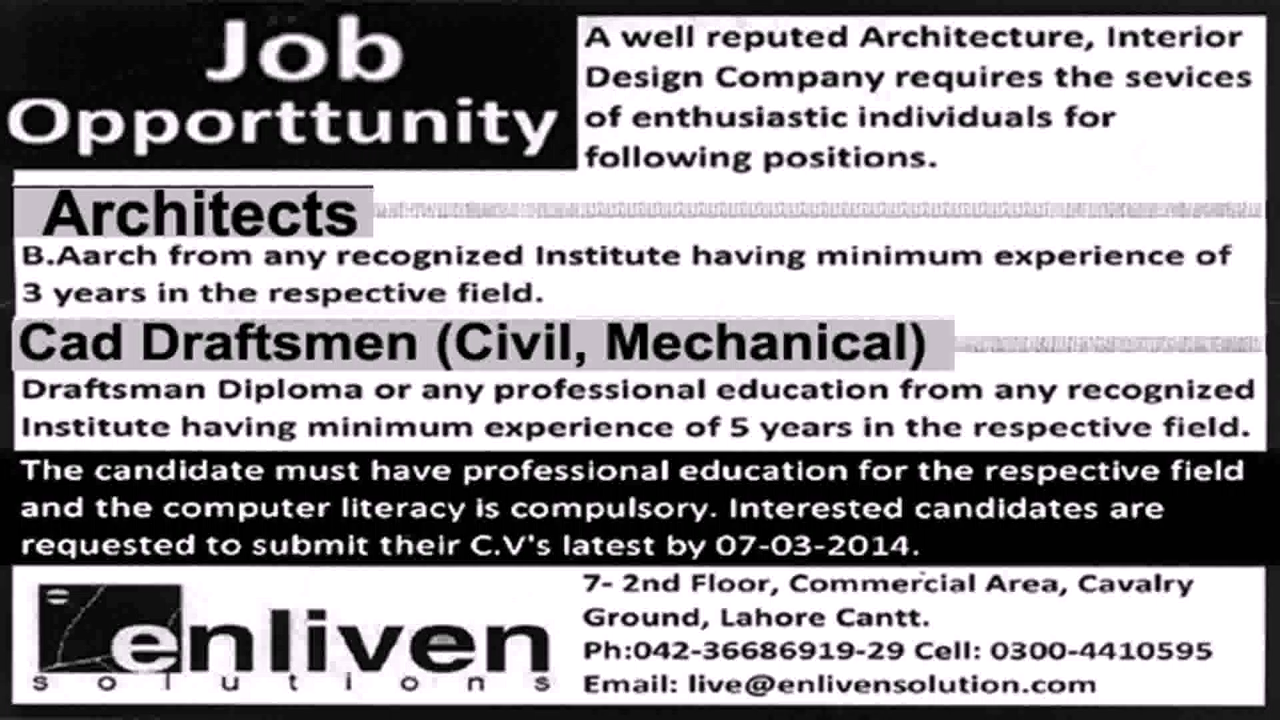 Job
Opporttunity
A well reputed Architecture, Interior
Design Company requires the sevices
of enthusiastic individuals for
following positions.
Architects
B.Aarch from any recognized Institute having minimum experience of
3 years in the respective field.
Cad Draftsmen (Civil, Mechanical)
Draftsman Diploma or any professional education from any recognized
Institute having minimum experience of 5 years in the respective field.
The candidate must have professional education for the respective field
and the computer literacy is compulsory. Interested candidates are
requested to submit their C.V's latest by 07-03-2014.
enliven
solutions
7- 2nd Floor, Commercial Area, Cavalry
Ground, Lahore Cantt.
Ph:042-36686919-29 Cell: 0300-4410595
Email: live@enlivensolution.com